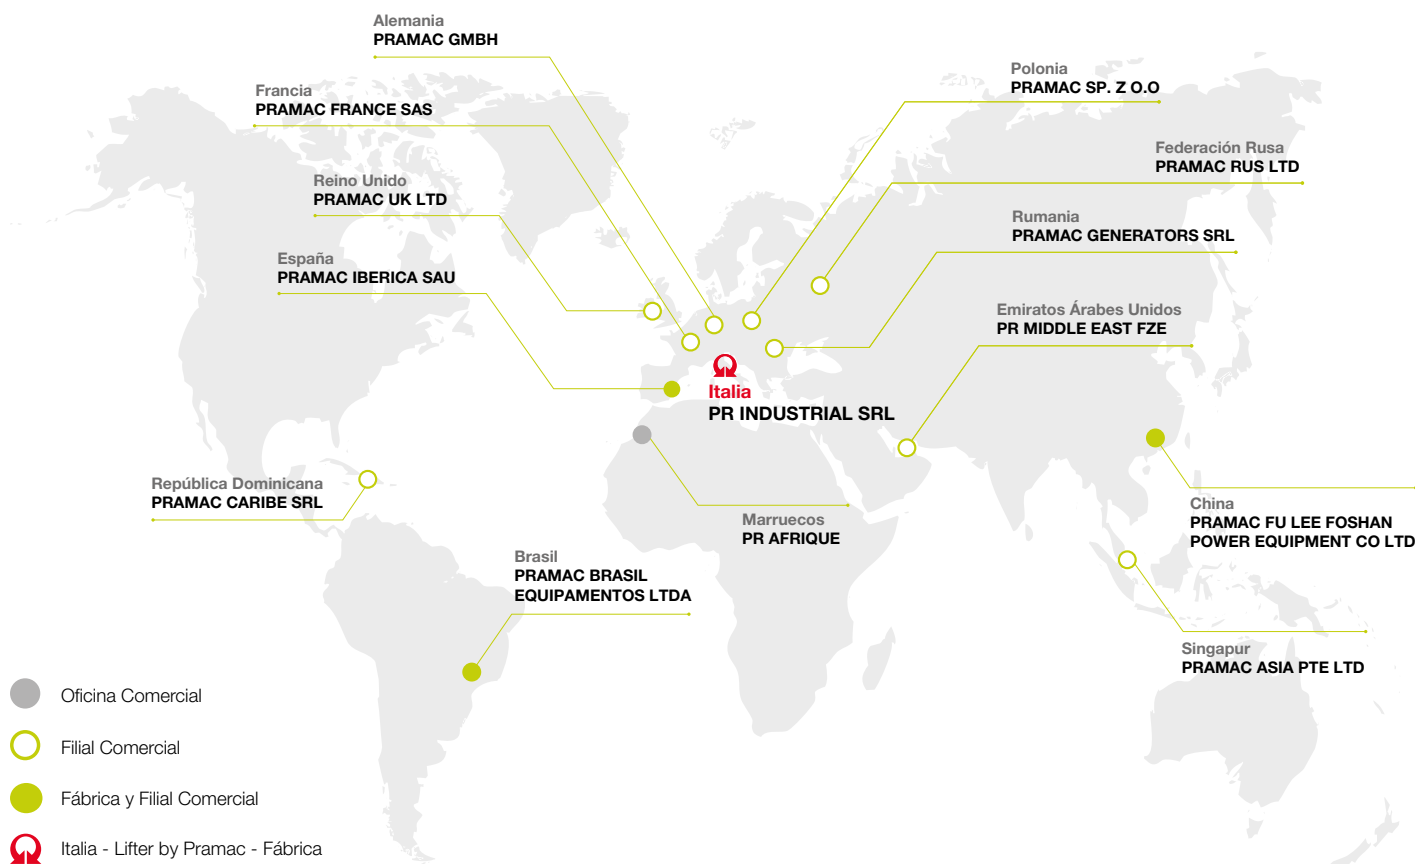 Alemania
PRAMAC GMBH
Francia
PRAMAC FRANCE SAS
Reino Unido
PRAMAC UK LTD
España
PRAMAC IBERICA SAU
Polonia
PRAMAC SP. Z O.O
Federación Rusa
PRAMAC RUS LTD
Rumania
PRAMAC GENERATORS SRL
Emiratos Árabes Unidos
PR MIDDLE EAST FZE
Italia
PR INDUSTRIAL SRL
República Dominicana
PRAMAC CARIBE SRL
Marruecos
PR AFRIQUE
China
PRAMAC FU LEE FOSHAN
POWER EQUIPMENT CO LTD
Brasil
PRAMAC BRASIL
EQUIPAMENTOS LTDA
Singapur
PRAMAC ASIA PTE LTD
Oficina Comercial
Filial Comercial
Fábrica y Filial Comercial
Italia - Lifter by Pramac - Fábrica